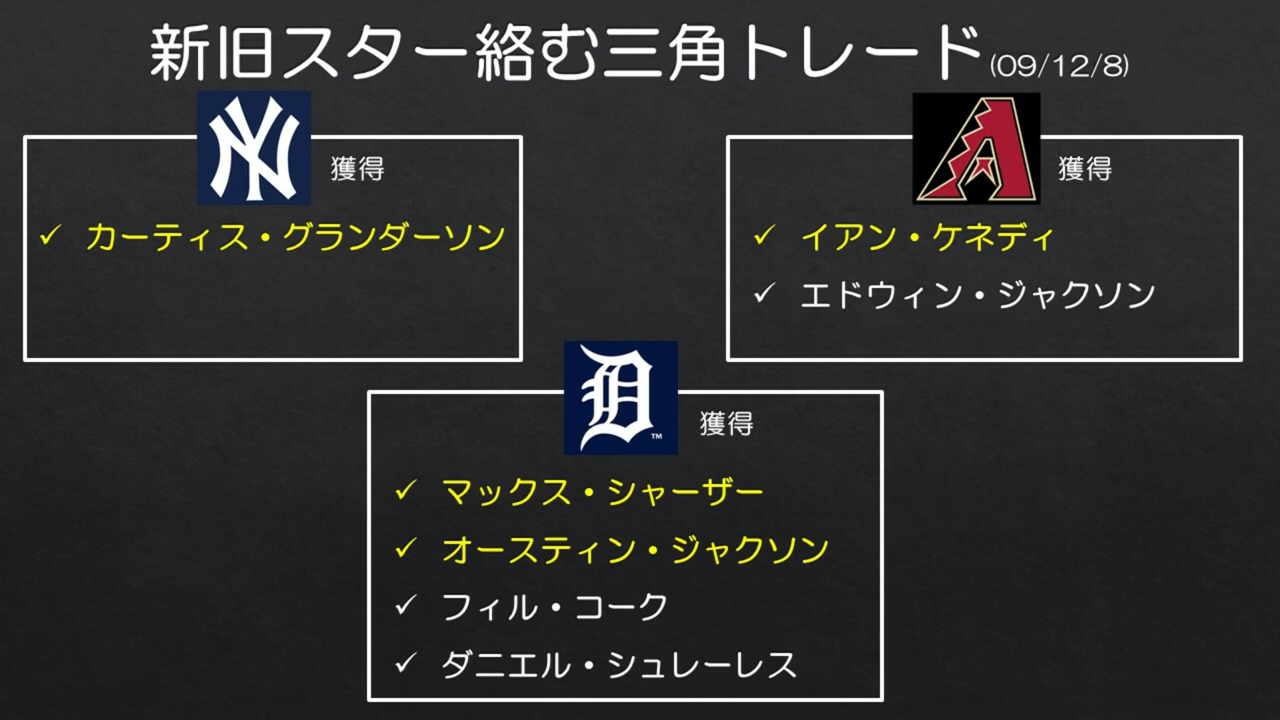 新旧スター絡む三角トレード(09/12/8)
NY
獲得
✓ カーティス・グランダーソン
A
獲得
✓ イアン・ケネディ
✓ エドウィン・ジャクソン
D™
獲得
✓ マックス・シャーザー
✓ オースティン・ジャクソン
✓ フィル・コーク
✓ ダニエル・シュレーレス